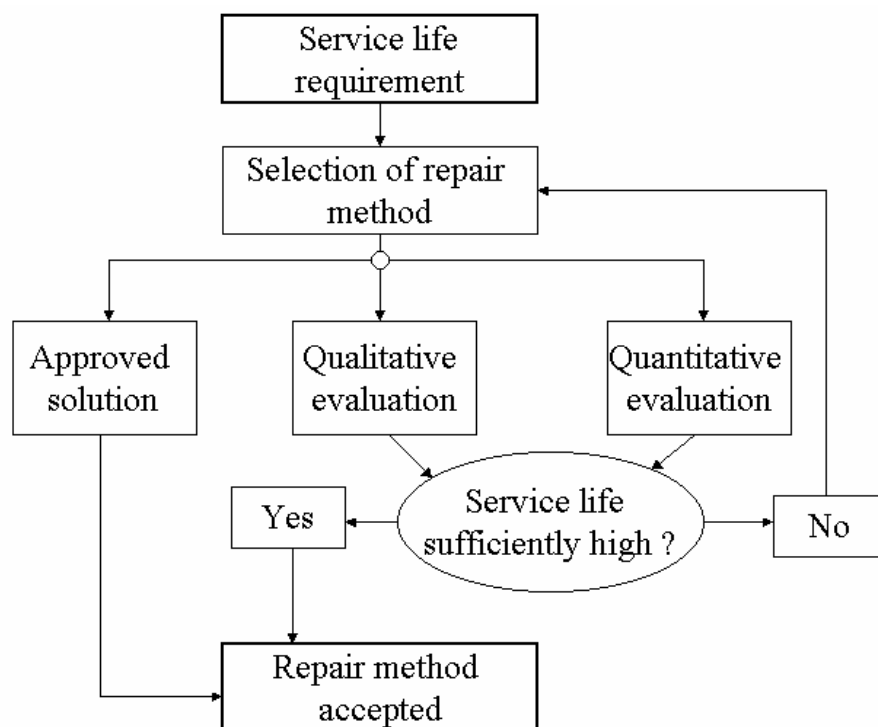 Service life
requirement
Selection of repair
method
Approved
solution
Qualitative
evaluation
Quantitative
evaluation
Service life
sufficiently high ?
Yes
No
Repair method
accepted